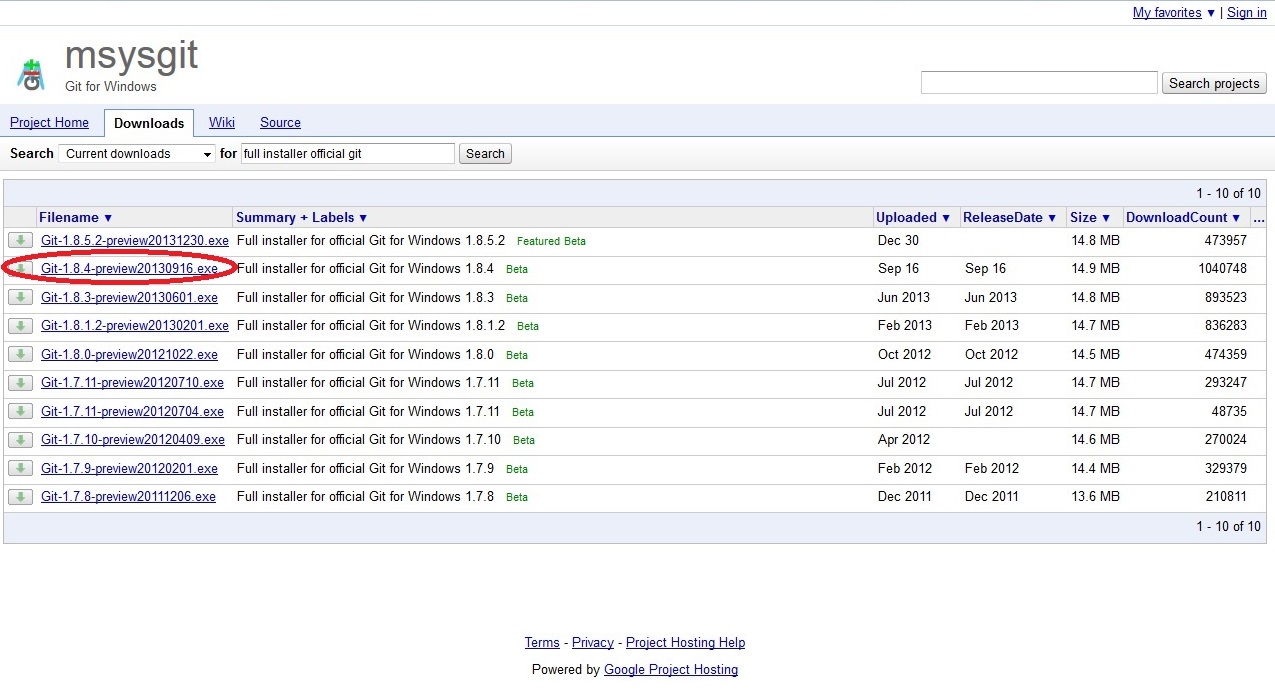 My favorites ▼ | Sign in
msysgit
Git for Windows
Search projects
Project Home Downloads Wiki Source
Search Current downloads for full installer official git Search
1 - 10 of 10
Filename ▼ Summary + Labels ▼ Uploaded ▼ ReleaseDate ▼ Size ▼ DownloadCount ▼ ...
Git-1.8.5.2-preview20131230.exe Full installer for official Git for Windows 1.8.5.2 Featured Beta Dec 30 14.8 MB 473957
Git-1.8.4-preview20130916.exe Full installer for official Git for Windows 1.8.4 Beta Sep 16 Sep 16 14.9 MB 1040748
Git-1.8.3-preview20130601.exe Full installer for official Git for Windows 1.8.3 Beta Jun 2013 Jun 2013 14.8 MB 893523
Git-1.8.1.2-preview20130201.exe Full installer for official Git for Windows 1.8.1.2 Beta Feb 2013 Feb 2013 14.7 MB 836283
Git-1.8.0-preview20121022.exe Full installer for official Git for Windows 1.8.0 Beta Oct 2012 Oct 2012 14.5 MB 474359
Git-1.7.11-preview20120710.exe Full installer for official Git for Windows 1.7.11 Beta Jul 2012 Jul 2012 14.7 MB 293247
Git-1.7.11-preview20120704.exe Full installer for official Git for Windows 1.7.11 Beta Jul 2012 Jul 2012 14.7 MB 48735
Git-1.7.10-preview20120409.exe Full installer for official Git for Windows 1.7.10 Beta Apr 2012 14.6 MB 270024
Git-1.7.9-preview20120201.exe Full installer for official Git for Windows 1.7.9 Beta Feb 2012 Feb 2012 14.4 MB 329379
Git-1.7.8-preview20111206.exe Full installer for official Git for Windows 1.7.8 Beta Dec 2011 Dec 2011 13.6 MB 210811
1 - 10 of 10
Terms - Privacy - Project Hosting Help
Powered by Google Project Hosting